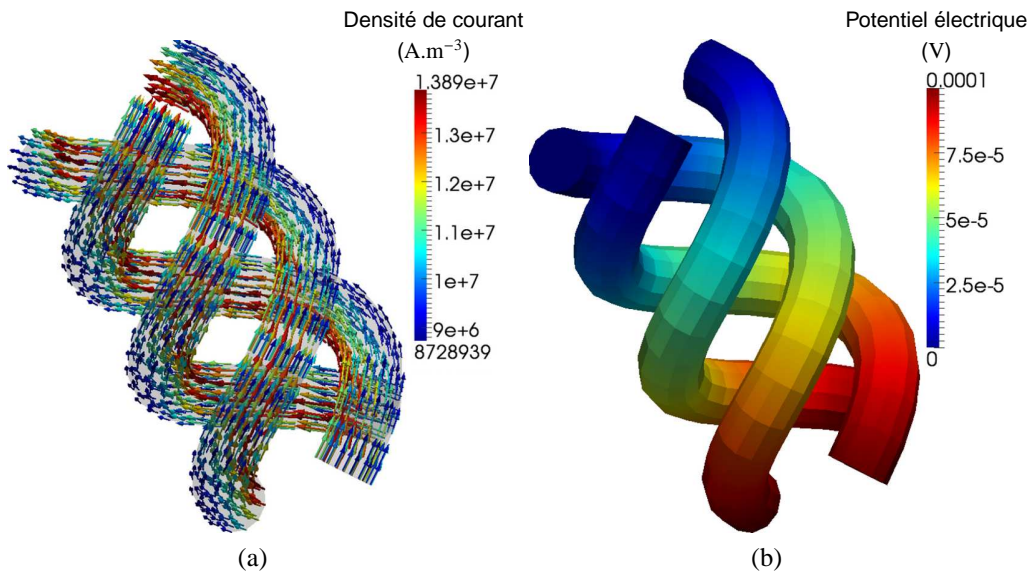 Densité de courant
(A.m−3)
1.389e+7
1.3e+7
1.2e+7
1.1e+7
1e+7
9e+6
8728939
(a)
Potentiel électrique
(V)
0.0001
7.5e-5
5e-5
2.5e-5
0
(b)